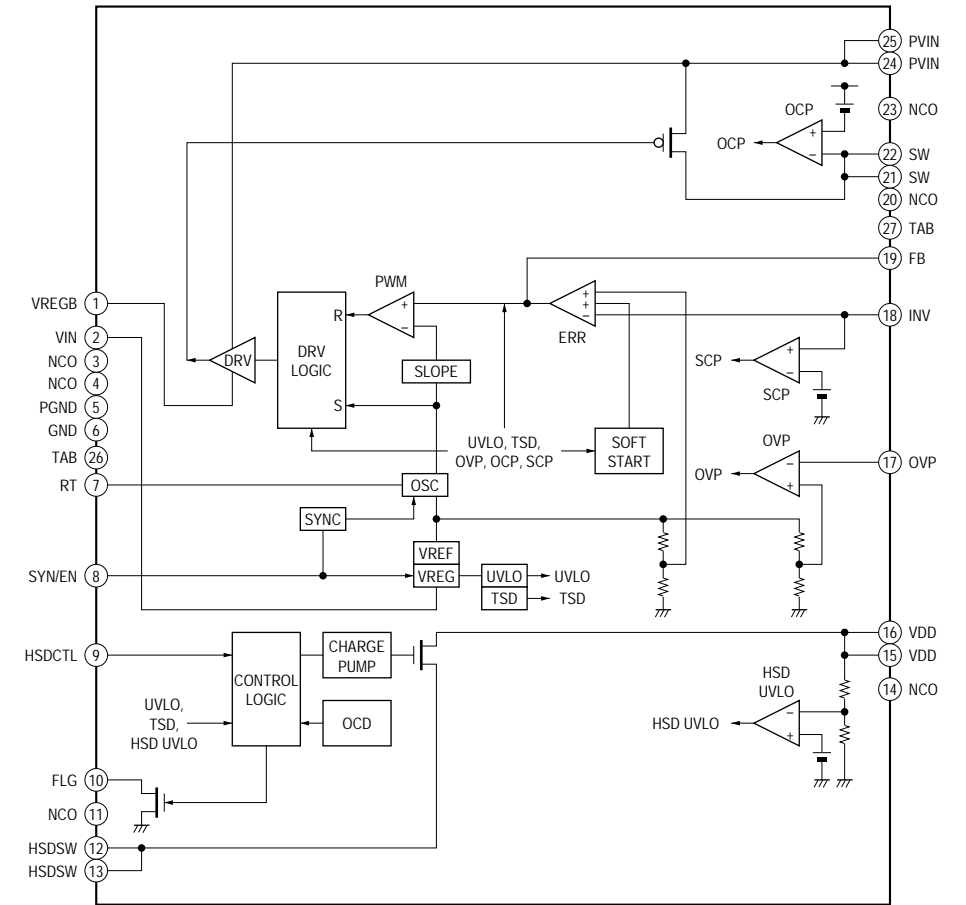 25 PVIN
24 PVIN
OCP
23 NCO
OCP
+
−
22 SW
21 SW
20 NCO
27 TAB
19 FB
PWM
VREGB 1
R
+
−
+
+
−
ERR
18 INV
VIN 2
DRV
DRV
LOGIC
SLOPE
SCP
+
−
SCP
NCO 3
NCO 4
PGND 5
S
GND 6
UVLO, TSD,
OVP, OCP, SCP
SOFT
START
OVP
TAB 26
OVP
−
+
17 OVP
RT 7
OSC
SYNC
VREF
SYN/EN 8
VREG
UVLO
UVLO
TSD
TSD
16 VDD
HSDCTL 9
CONTROL
LOGIC
CHARGE
PUMP
15 VDD
HSD
UVLO
14 NCO
UVLO,
TSD,
HSD UVLO
OCD
HSD UVLO
−
+
FLG 10
NCO 11
HSDSW 12
HSDSW 13